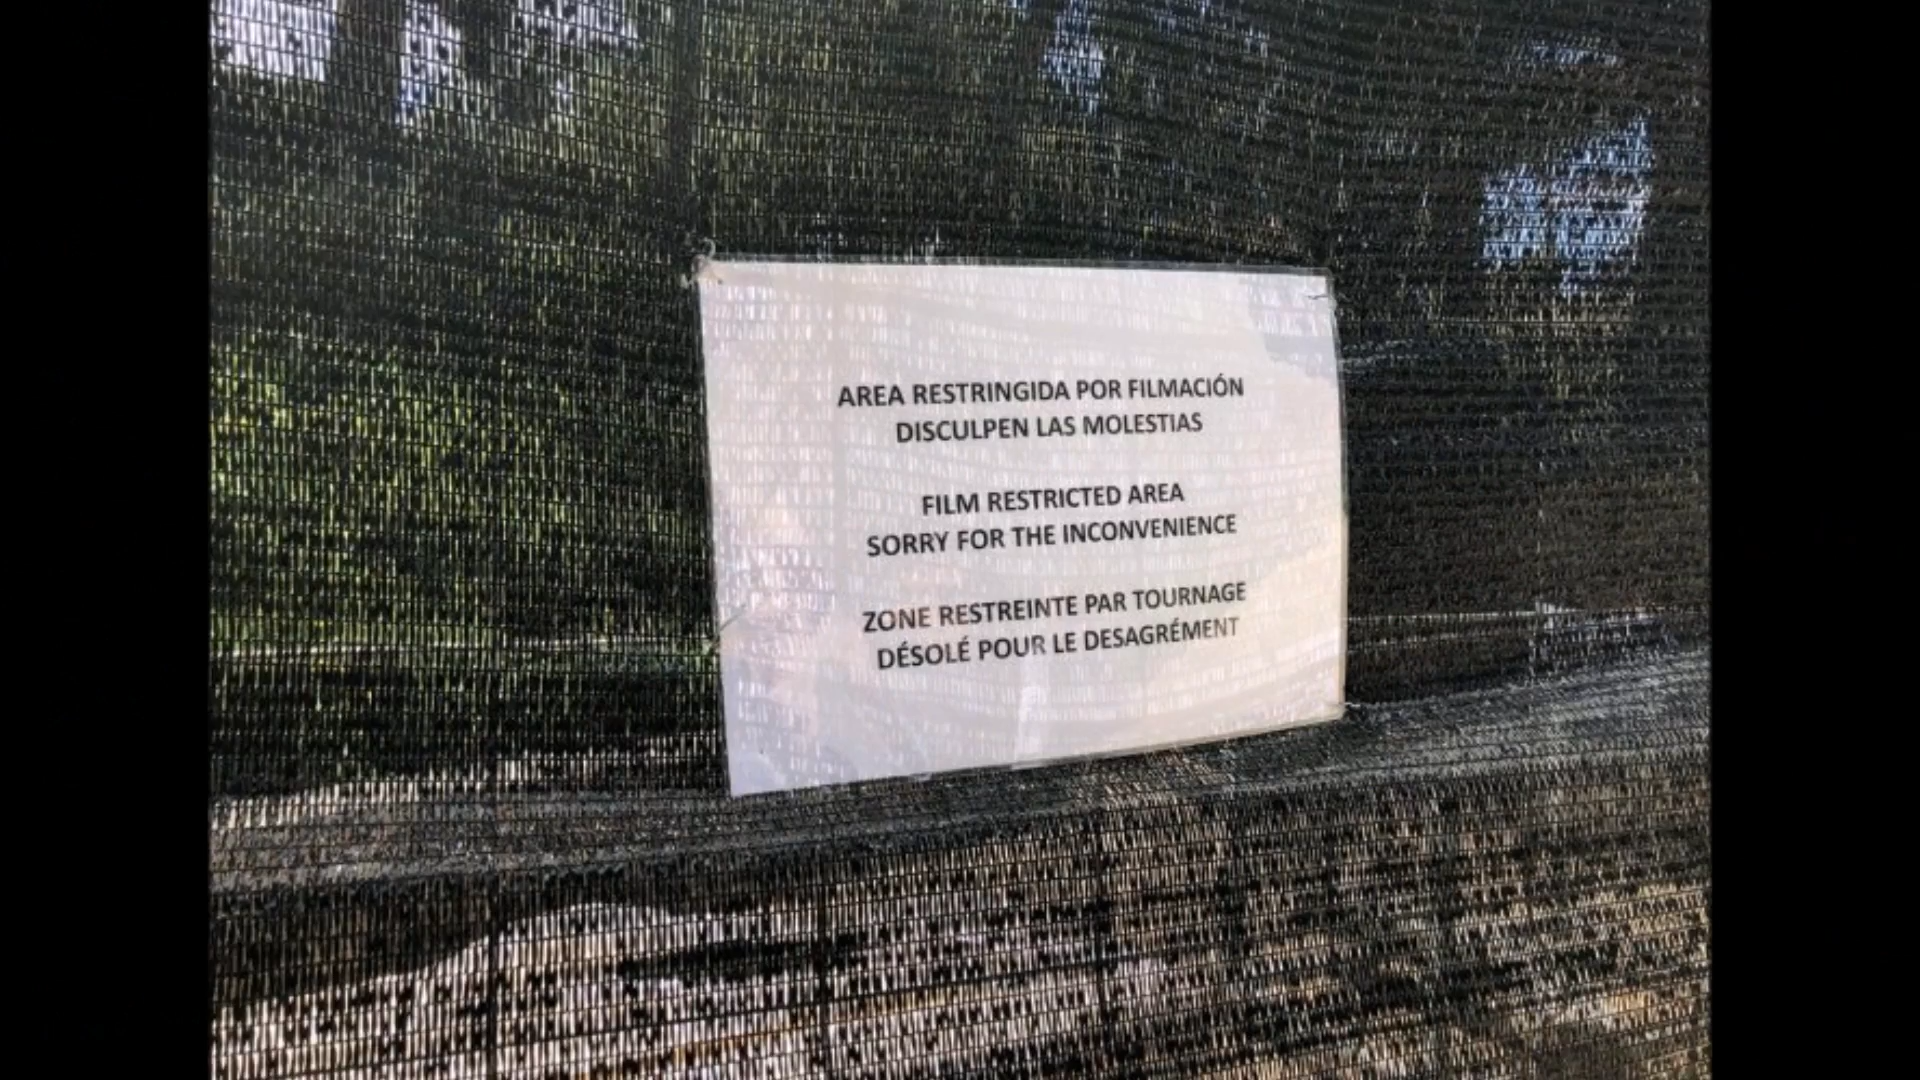 AREA RESTRINGIDA POR FILMACIÓN
DISCULPEN LAS MOLESTIAS
FILM RESTRICTED AREA
SORRY FOR THE INCONVENIENCE
ZONE RESTREINTE PAR TOURNAGE
DÉSOLÉ POUR LE DESAGRÉMENT